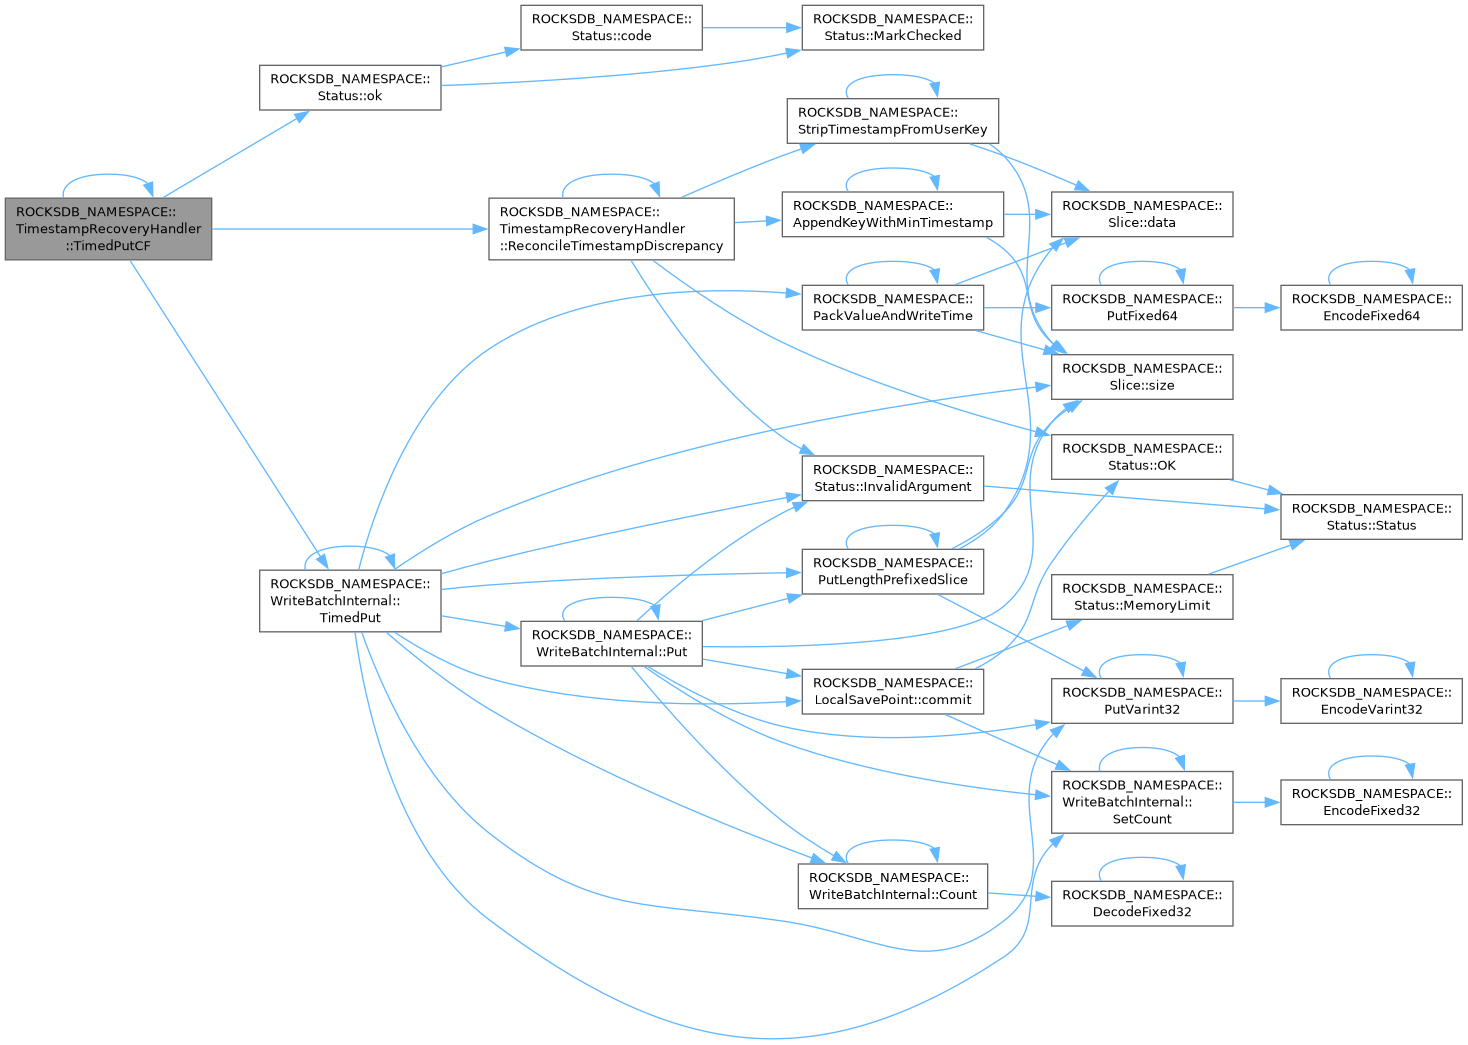 ROCKSDB_NAMESPACE::
Status::code
ROCKSDB_NAMESPACE::
Status::MarkChecked
ROCKSDB_NAMESPACE::
Status::ok
ROCKSDB_NAMESPACE::
StripTimestampFromUserKey
ROCKSDB_NAMESPACE::
TimestampRecoveryHandler
::TimedPutCF
ROCKSDB_NAMESPACE::
TimestampRecoveryHandler
::ReconcileTimestampDiscrepancy
ROCKSDB_NAMESPACE::
AppendKeyWithMinTimestamp
ROCKSDB_NAMESPACE::
Slice::data
ROCKSDB_NAMESPACE::
PackValueAndWriteTime
ROCKSDB_NAMESPACE::
PutFixed64
ROCKSDB_NAMESPACE::
EncodeFixed64
ROCKSDB_NAMESPACE::
Slice::size
ROCKSDB_NAMESPACE::
Status::OK
ROCKSDB_NAMESPACE::
Status::InvalidArgument
ROCKSDB_NAMESPACE::
Status::Status
ROCKSDB_NAMESPACE::
WriteBatchInternal::
TimedPut
ROCKSDB_NAMESPACE::
PutLengthPrefixedSlice
ROCKSDB_NAMESPACE::
Status::MemoryLimit
ROCKSDB_NAMESPACE::
WriteBatchInternal::Put
ROCKSDB_NAMESPACE::
LocalSavePoint::commit
ROCKSDB_NAMESPACE::
PutVarint32
ROCKSDB_NAMESPACE::
EncodeVarint32
ROCKSDB_NAMESPACE::
WriteBatchInternal::
SetCount
ROCKSDB_NAMESPACE::
EncodeFixed32
ROCKSDB_NAMESPACE::
WriteBatchInternal::Count
ROCKSDB_NAMESPACE::
DecodeFixed32